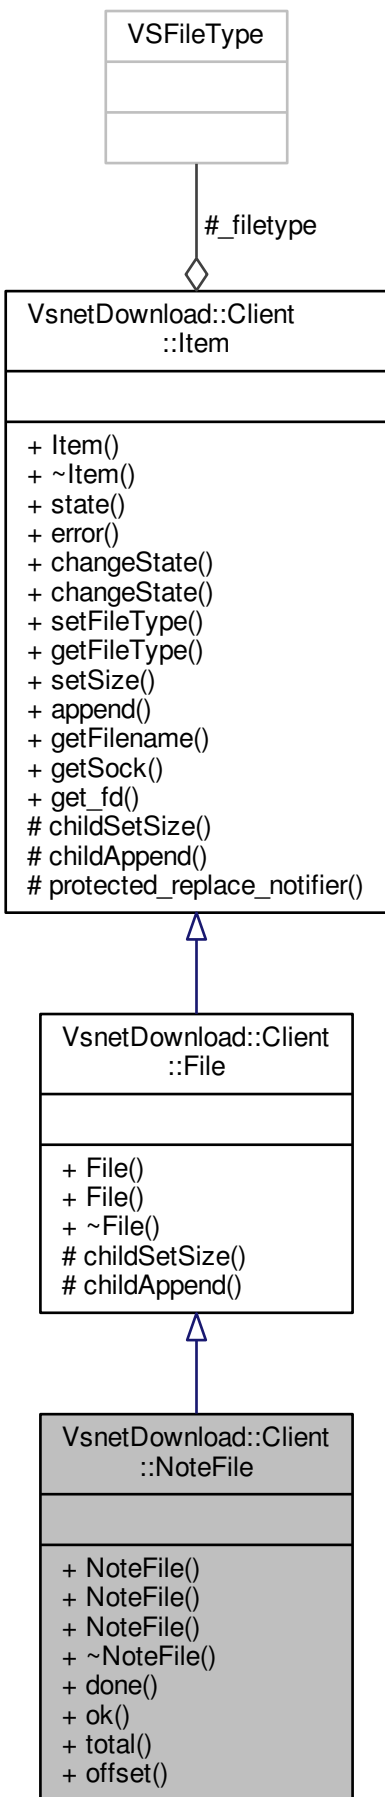 VSFileType
#_filetype
VsnetDownload::Client
::Item
+ Item()
+ ~Item()
+ state()
+ error()
+ changeState()
+ changeState()
+ setFileType()
+ getFileType()
+ setSize()
+ append()
+ getFilename()
+ getSock()
+ get_fd()
# childSetSize()
# childAppend()
# protected_replace_notifier()
VsnetDownload::Client
::File
+ File()
+ File()
+ ~File()
# childSetSize()
# childAppend()
VsnetDownload::Client
::NoteFile
+ NoteFile()
+ NoteFile()
+ NoteFile()
+ ~NoteFile()
+ done()
+ ok()
+ total()
+ offset()